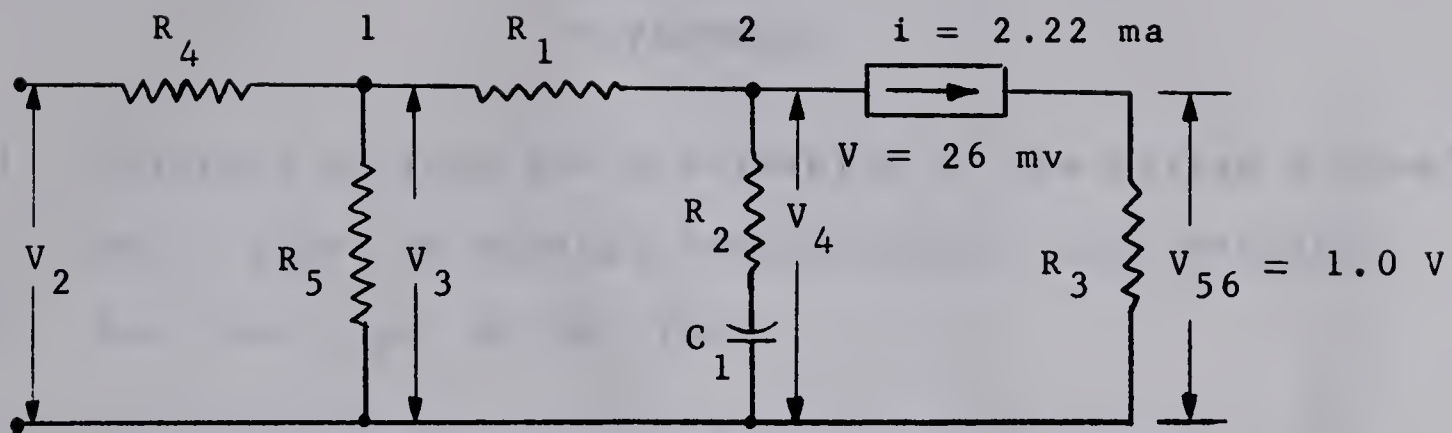 R4
1
R1
2
i = 2.22 ma
V = 26 mv
V2
R5
V3
R2
V4
C1
R3
V56 = 1.0 V